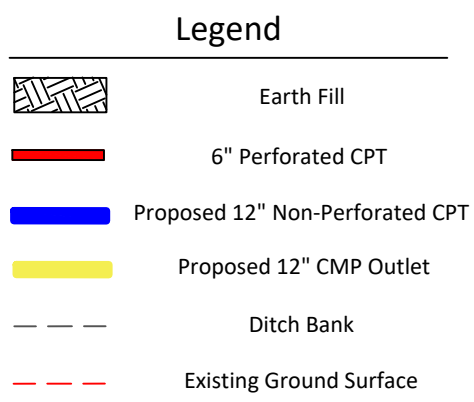 Legend
Earth Fill
6" Perforated CPT
Proposed 12" Non-Perforated CPT
Proposed 12" CMP Outlet
Ditch Bank
Existing Ground Surface